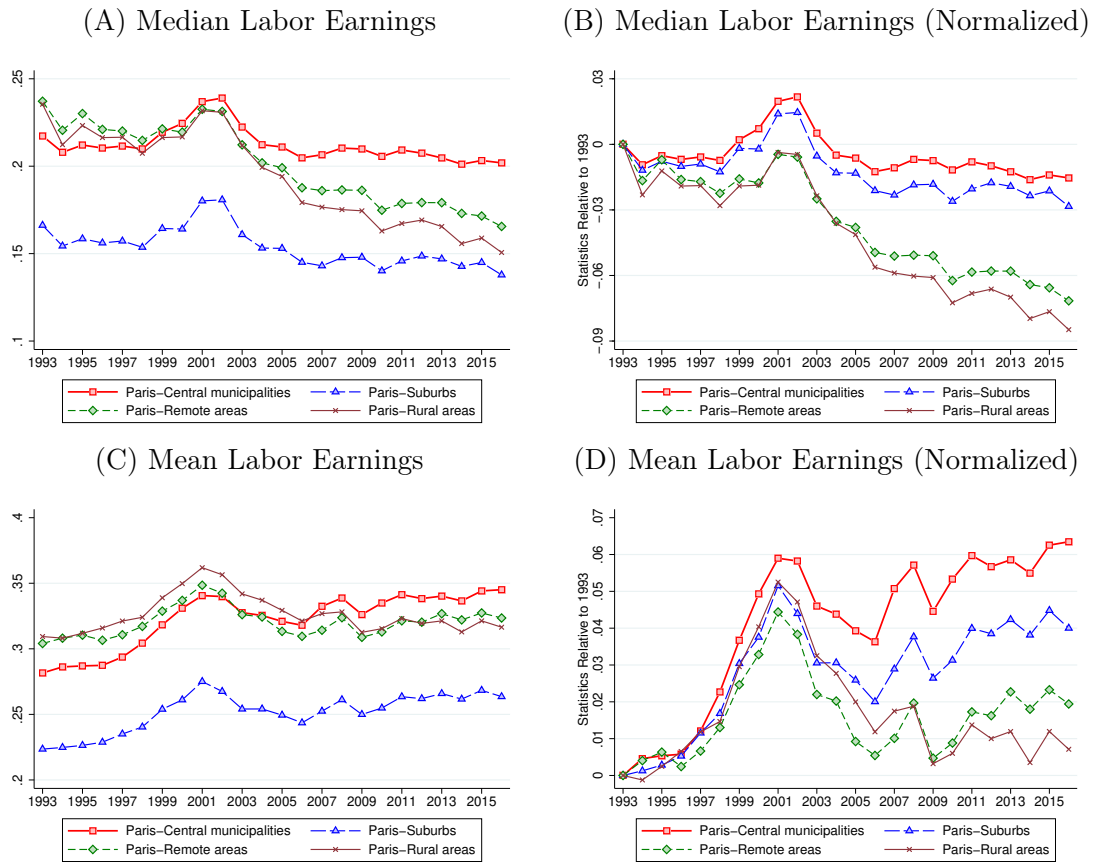 (A) Median Labor Earnings
.25
.2
.15
.1
1993 1995 1997 1999 2001 2003 2005 2007 2009 2011 2013 2015
Paris−Central municipalities Paris−Suburbs
Paris−Remote areas Paris−Rural areas
(B) Median Labor Earnings (Normalized)
Statistics Relative to 1993
.03
0
−.03
−.06
−.09
1993 1995 1997 1999 2001 2003 2005 2007 2009 2011 2013 2015
Paris−Central municipalities Paris−Suburbs
Paris−Remote areas Paris−Rural areas
(C) Mean Labor Earnings
.4
.35
.3
.25
.2
1993 1995 1997 1999 2001 2003 2005 2007 2009 2011 2013 2015
Paris−Central municipalities Paris−Suburbs
Paris−Remote areas Paris−Rural areas
(D) Mean Labor Earnings (Normalized)
Statistics Relative to 1993
.07
.06
.05
.04
.03
.02
.01
0
1993 1995 1997 1999 2001 2003 2005 2007 2009 2011 2013 2015
Paris−Central municipalities Paris−Suburbs
Paris−Remote areas Paris−Rural areas